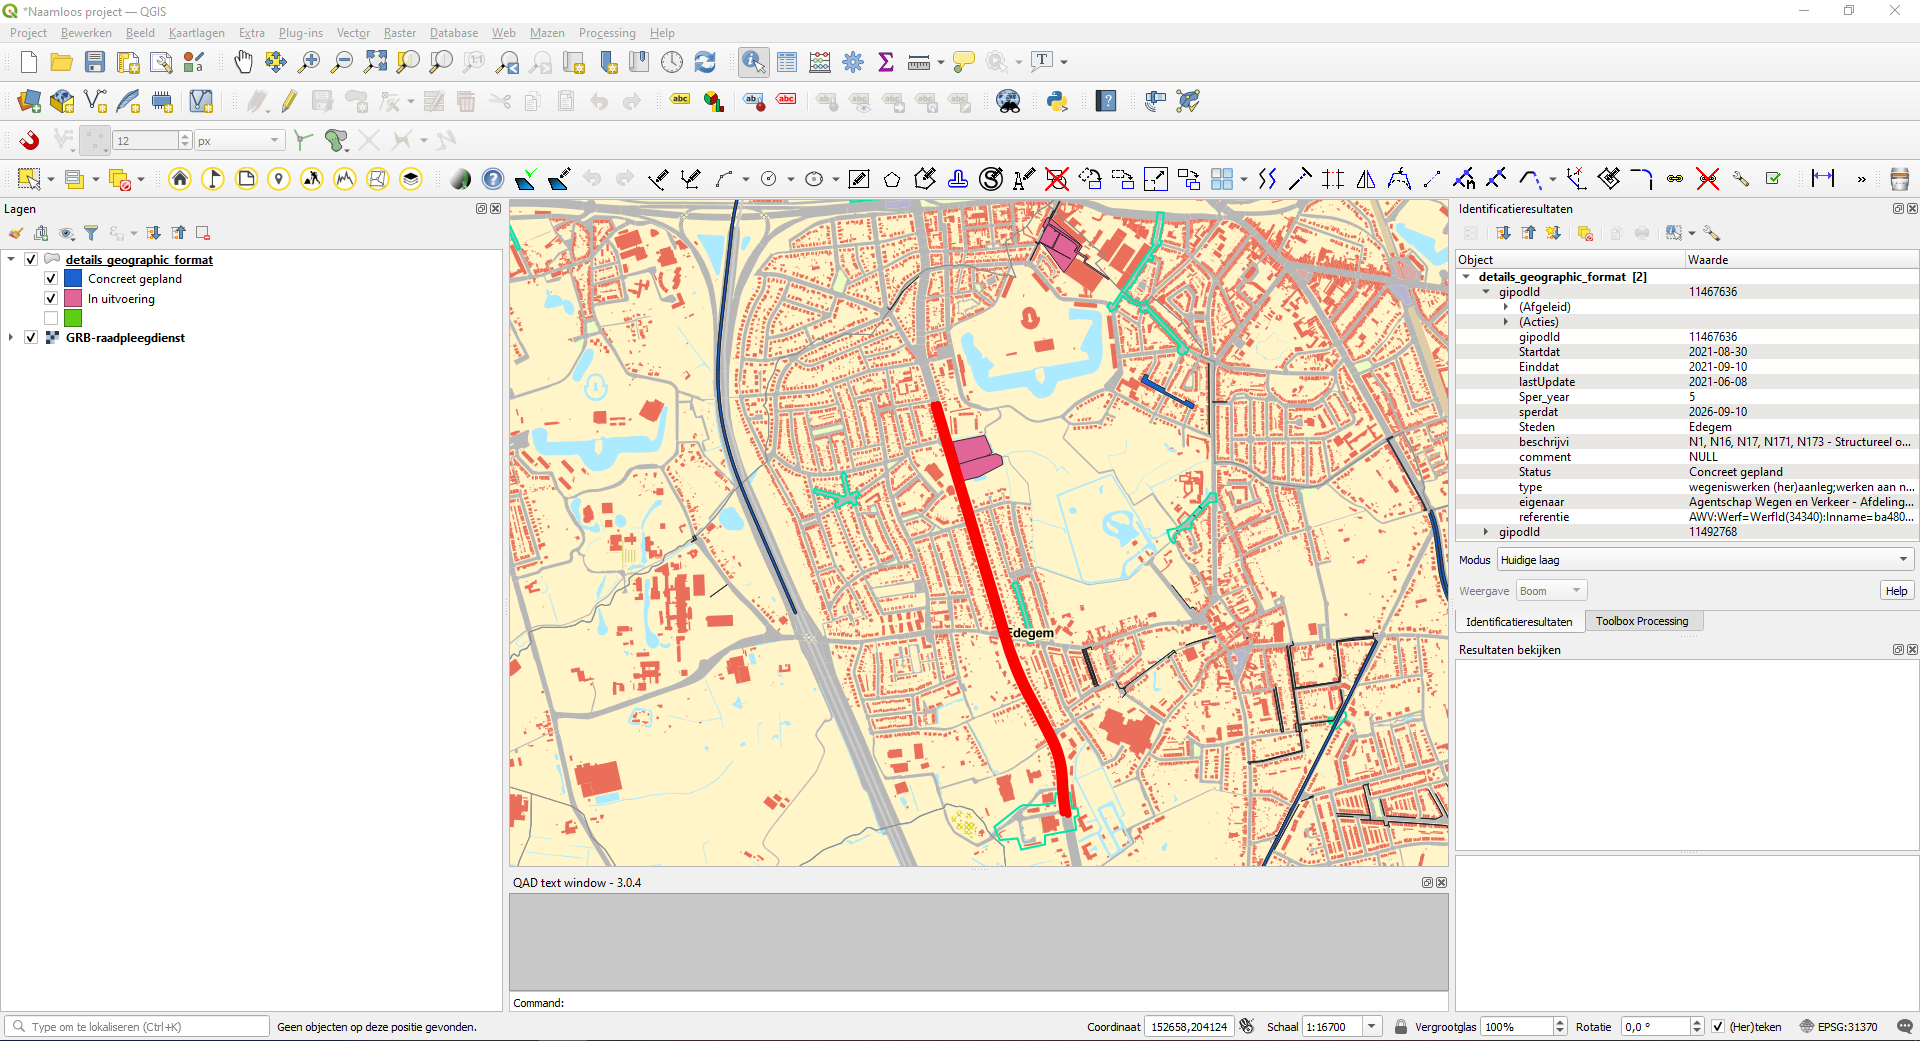 *Naamloos project — QGIS
Project Bewerken Beeld Kaartlagen Extra Plug-ins Vector Raster Database Web Mazen Processing Help
12 px
Lagen
details_geographic_format
Concreet gepland
In uitvoering
GRB-raadpleegdienst
Edegem
QAD text window - 3.0.4
Command:
Identificatieresultaten
Object Waarde
details_geographic_format [2]
gipodId 11467636
(Afgeleid)
(Acties)
gipodId 11467636
Startdat 2021-08-30
Einddat 2021-09-10
lastUpdate 2021-06-08
Sper_year 5
sperdat 2026-09-10
Steden Edegem
beschrijvi N1, N16, N17, N171, N173 - Structureel o...
comment NULL
Status Concreet gepland
type wegeniswerken (her)aanleg;werken aan n...
eigenaar Agentschap Wegen en Verkeer - Afdeling...
referentie AWV:Werf=WerfId(34340):Inname=ba480...
gipodId 11492768
Modus Huidige laag
Weergave Boom Help
Identificatieresultaten Toolbox Processing
Resultaten bekijken
Type om te lokaliseren (Ctrl+K) Geen objecten op deze positie gevonden. Coordinaat 152658,204124 Schaal 1:16700 Vergrootglas 100% Rotatie 0,0 ° (Her)teken EPSG:31370